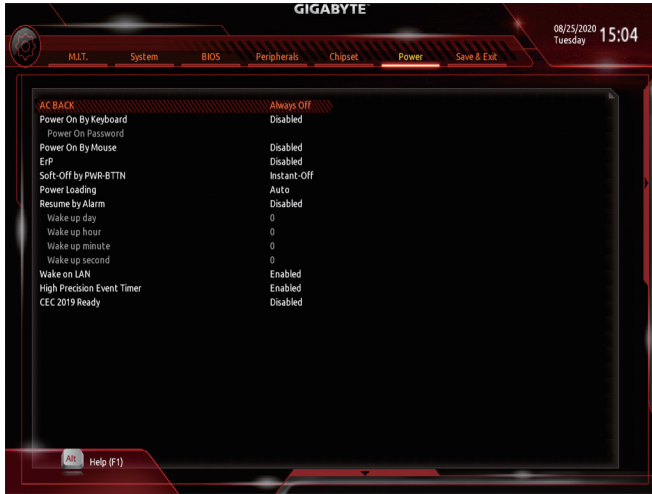 GIGABYTE™
08/25/2020 Tuesday 15:04
M.I.T. System BIOS Peripherals Chipset Power Save & Exit
AC BACK Always Off
Power On By Keyboard Disabled
Power On Password
Power On By Mouse Disabled
ErP Disabled
Soft-Off by PWR-BTTN Instant-Off
Power Loading Auto
Resume by Alarm Disabled
Wake up day 0
Wake up hour 0
Wake up minute 0
Wake up second 0
Wake on LAN Enabled
High Precision Event Timer Enabled
CEC 2019 Ready Disabled
Alt Help (F1)